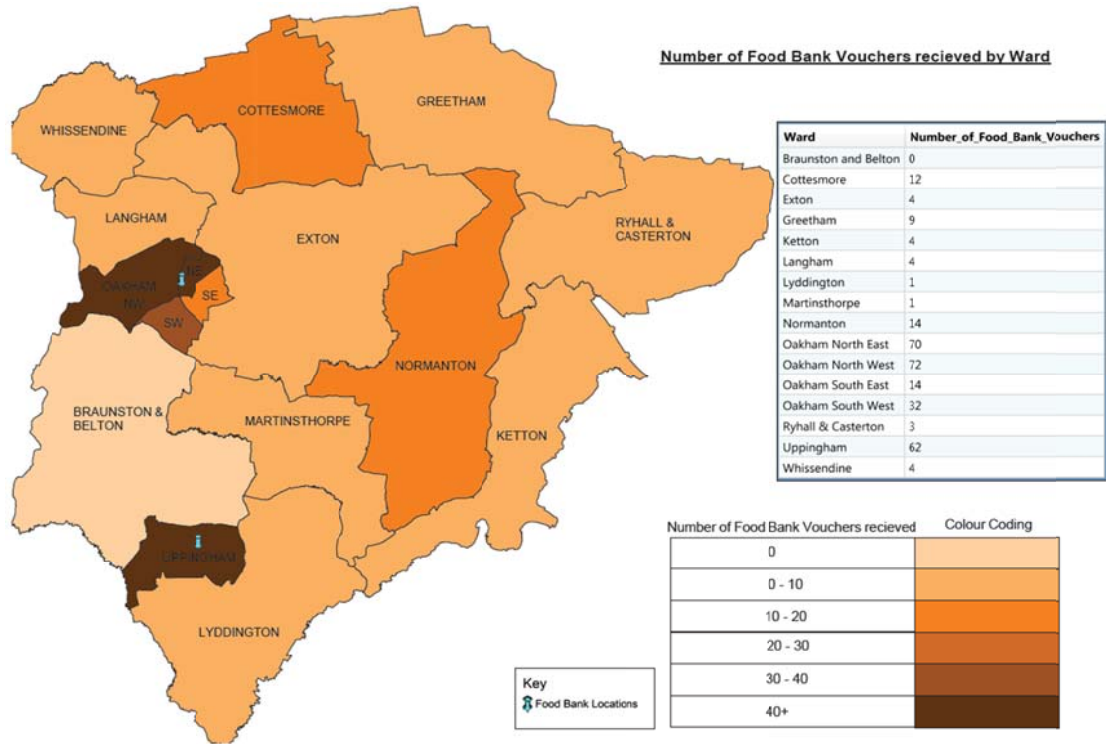 Number of Food Bank Vouchers recieved by Ward
COTTESMORE
GREETHAM
WHISSENDINE
LANGHAM
EXTON
RYHALL &
CASTERTON
NE
OAKHAM
NW
SE
SW
NORMANTON
BRAUNSTON &
BELTON
MARTINSTHORPE
KETTON
UPPINGHAM
LYDDINGTON
Ward Number_of_Food_Bank_Vouchers
Braunston and Belton 0
Cottesmore 12
Exton 4
Greetham 9
Ketton 4
Langham 4
Lyddington 1
Martinsthorpe 1
Normanton 14
Oakham North East 70
Oakham North West 72
Oakham South East 14
Oakham South West 32
Ryhall & Casterton 3
Uppingham 62
Whissendine 4
Number of Food Bank Vouchers recieved Colour Coding
0
0 - 10
10 - 20
20 - 30
30 - 40
40+
Key
Food Bank Locations